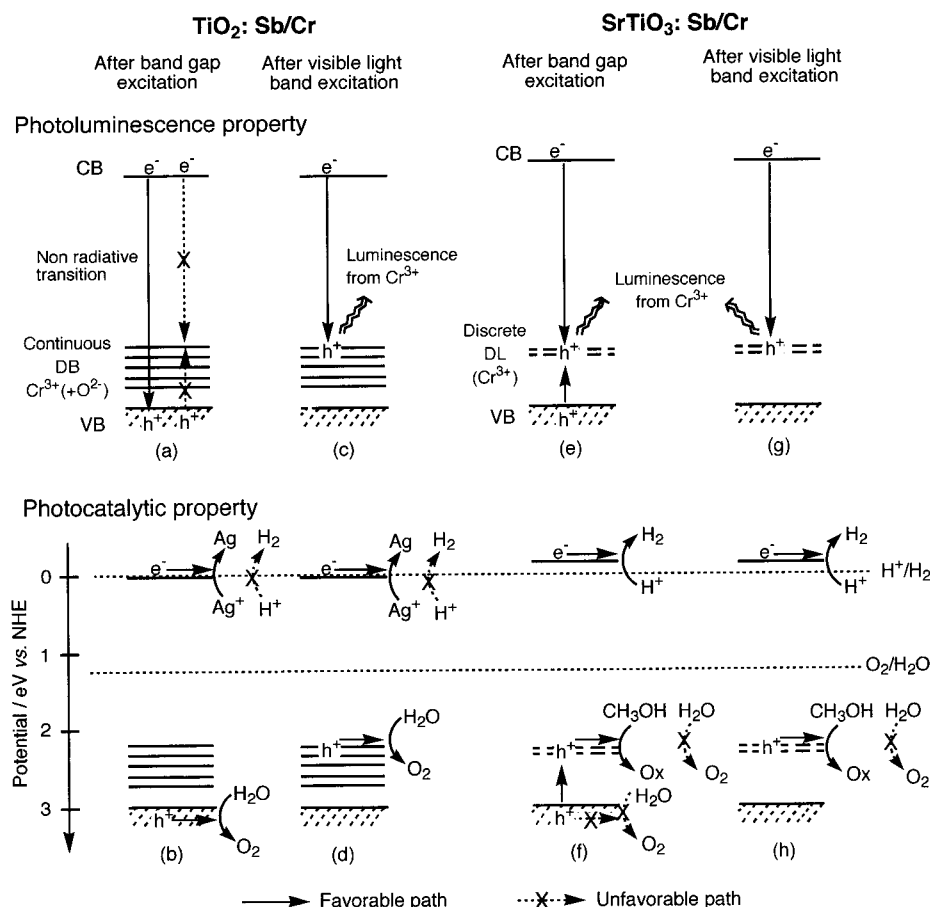 TiO2: Sb/Cr
SrTiO3: Sb/Cr
After band gap
excitation
After visible light
band excitation
After band gap
excitation
After visible light
band excitation
Photoluminescence property
CB
e-
e-
e-
CB
e-
e-
Non radiative
transition
X
Luminescence
from Cr3+
Luminescence
from Cr3+
Continuous
DB
Cr3+(+O2-)
X
VB
h+
h+
h+
Discrete
DL
(Cr3+)
VB
h+
h+
h+
(a)
(c)
(e)
(g)
Photocatalytic property
Potential / eV vs. NHE
0
1
2
3
e-
Ag
H2
Ag+
X
H+
e-
Ag
H2
Ag+
X
H+
e-
H2
H+
e-
H2
H+
H+/H2
O2/H2O
h+
H2O
O2
h+
H2O
O2
CH3OH
H2O
h+
Ox
X
O2
h+
X
X
H2O
O2
CH3OH
H2O
h+
Ox
X
O2
(b)
(d)
(f)
(h)
Favorable path
X
Unfavorable path